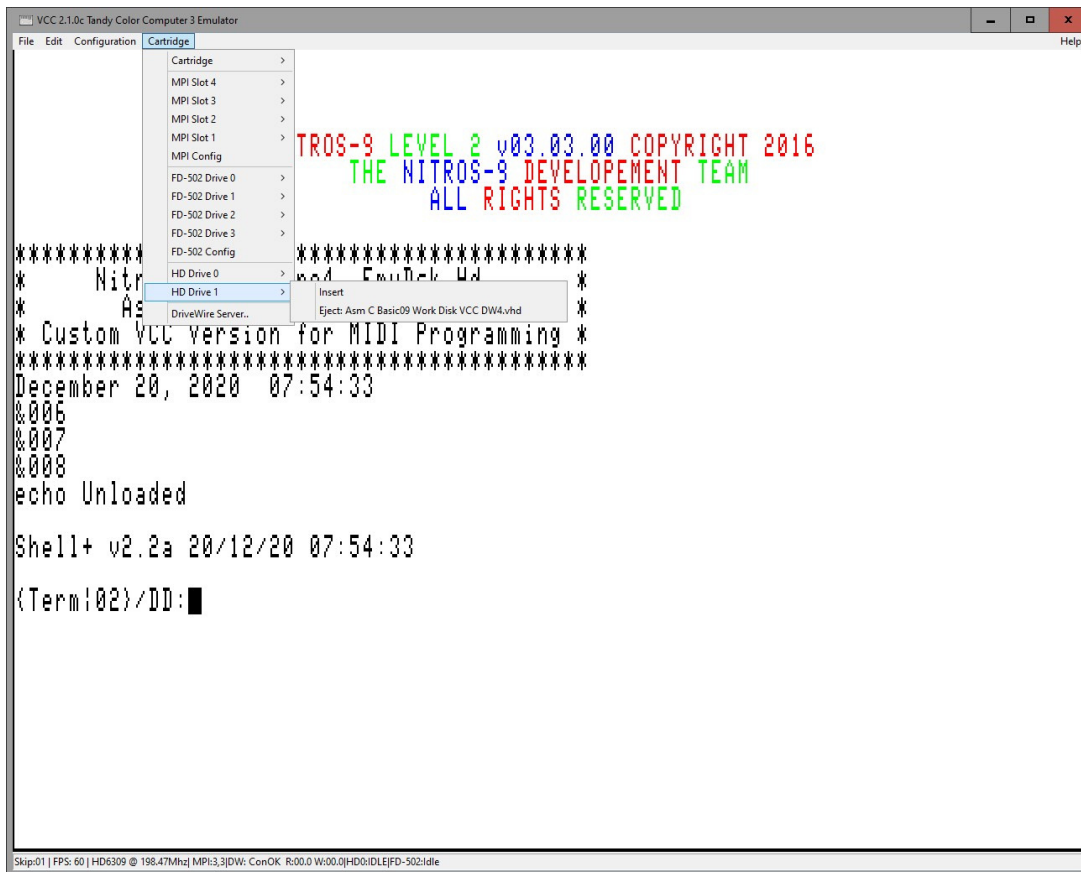 VCC 2.1.0c Tandy Color Computer 3 Emulator
File Edit Configuration Cartridge Help
Cartridge
MPI Slot 4
MPI Slot 3
MPI Slot 2
MPI Slot 1
MPI Config
FD-502 Drive 0
FD-502 Drive 1
FD-502 Drive 2
FD-502 Drive 3
FD-502 Config
HD Drive 0
HD Drive 1
DriveWire Server..
Insert
Eject: Asm C Basic09 Work Disk VCC DW4.vhd
TROS-9 LEVEL 2 v03.03.00 COPYRIGHT 2016
THE NITROS-9 DEVELOPEMENT TEAM
ALL RIGHTS RESERVED
********** **********************
* Nitr *
* As *
* Custom VCC Version for MIDI Programming *
*******************************************
December 20, 2020 07:54:33
&006
&007
&008
echo Unloaded
Shell+ v2.2a 20/12/20 07:54:33
{Term|02}/DD:
Skip:01 | FPS: 60 | HD6309 @ 198.47Mhz| MPI:3,3|DW: ConOK R:00.0 W:00.0|HD0:IDLE|FD-502:Idle